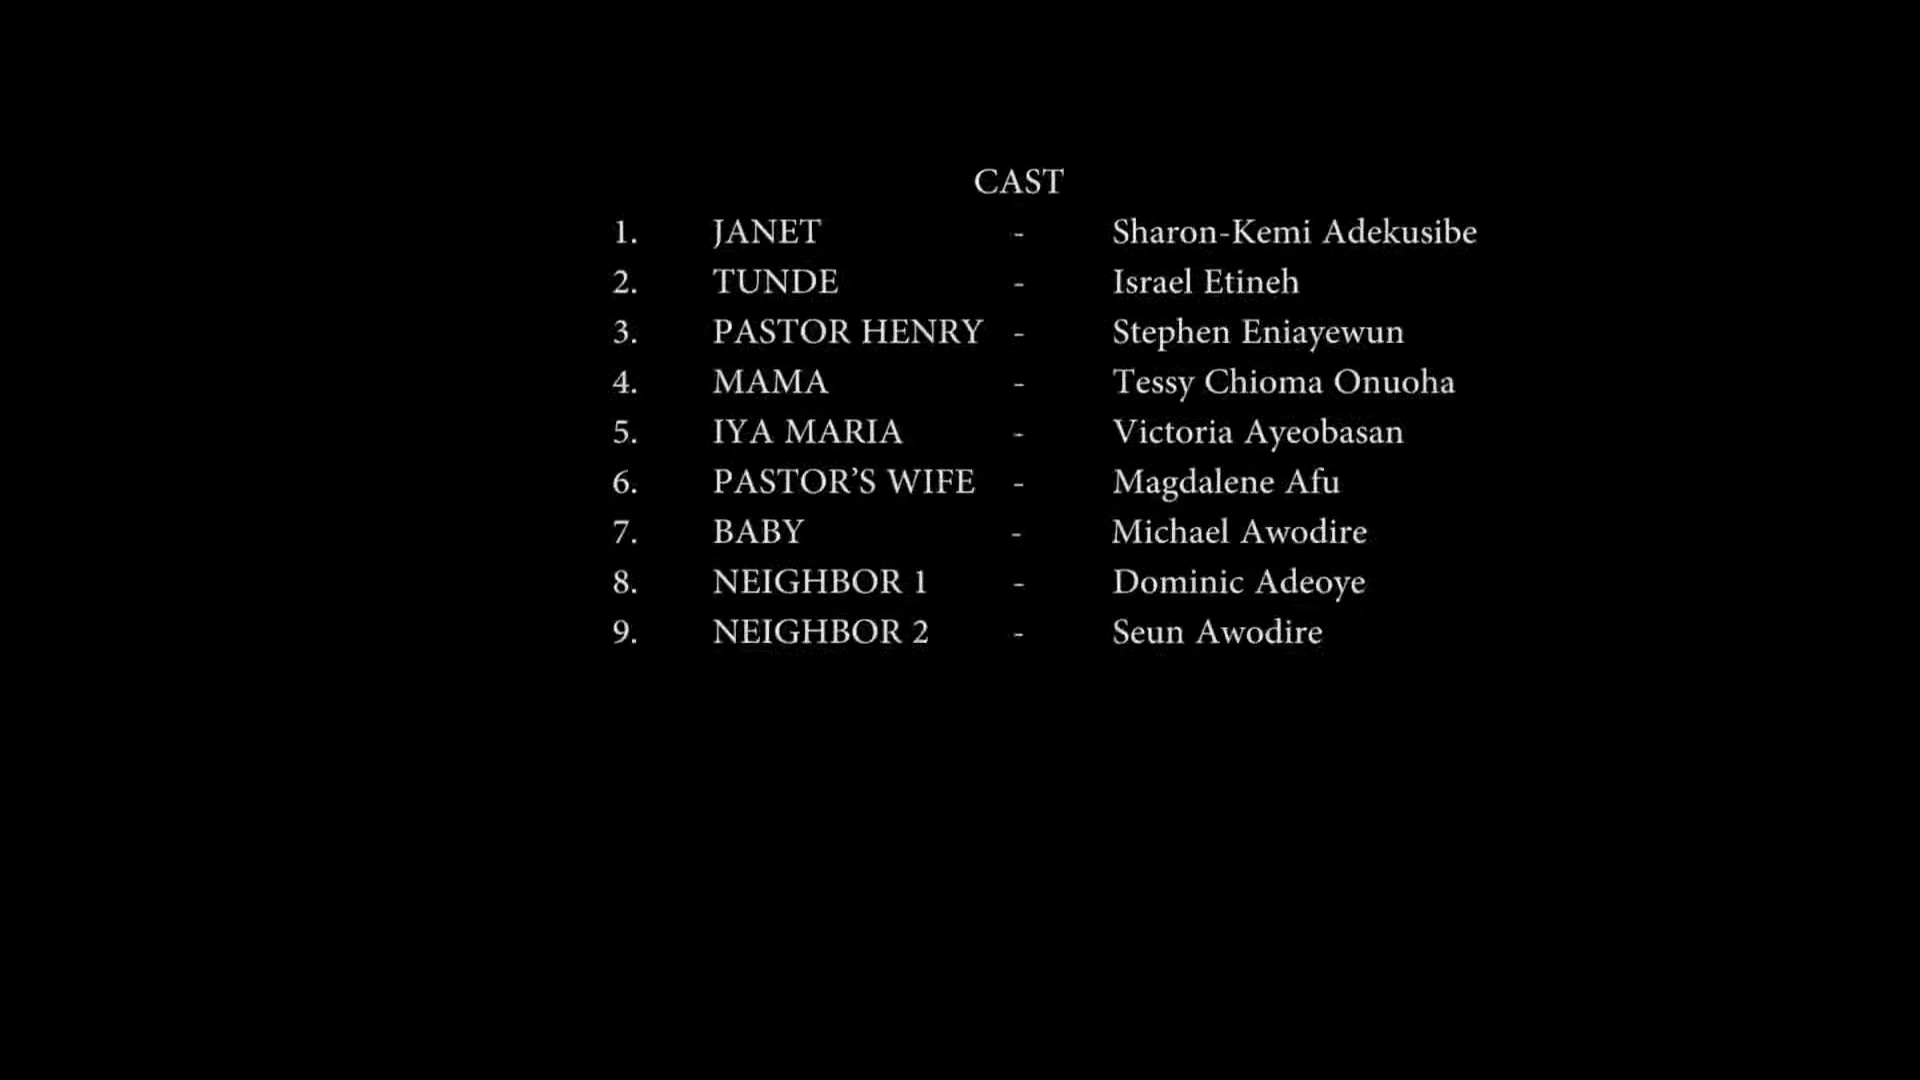 CAST
1. JANET - Sharon-Kemi Adekusibe
2. TUNDE - Israel Etineh
3. PASTOR HENRY - Stephen Eniayewun
4. MAMA - Tessy Chioma Onuoha
5. IYA MARIA - Victoria Ayeobasan
6. PASTOR’S WIFE - Magdalene Afu
7. BABY - Michael Awodire
8. NEIGHBOR 1 - Dominic Adeoye
9. NEIGHBOR 2 - Seun Awodire